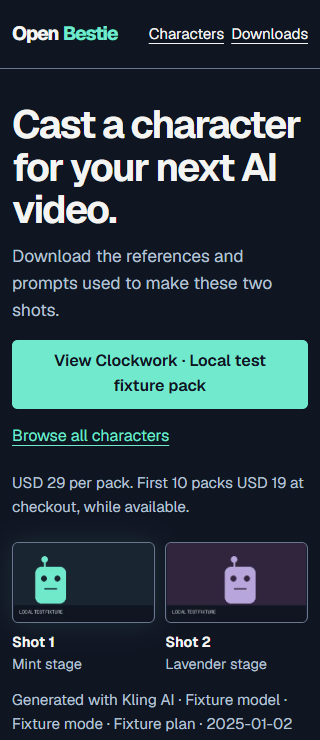 Open Bestie
Characters Downloads
Cast a character
for your next AI
video.
Download the references and
prompts used to make these two
shots.
View Clockwork · Local test
fixture pack
Browse all characters
USD 29 per pack. First 10 packs USD 19 at
checkout, while available.
LOCAL TEST FIXTURE
LOCAL TEST FIXTURE
Shot 1
Mint stage
Shot 2
Lavender stage
Generated with Kling AI · Fixture model ·
Fixture mode · Fixture plan · 2025-01-02